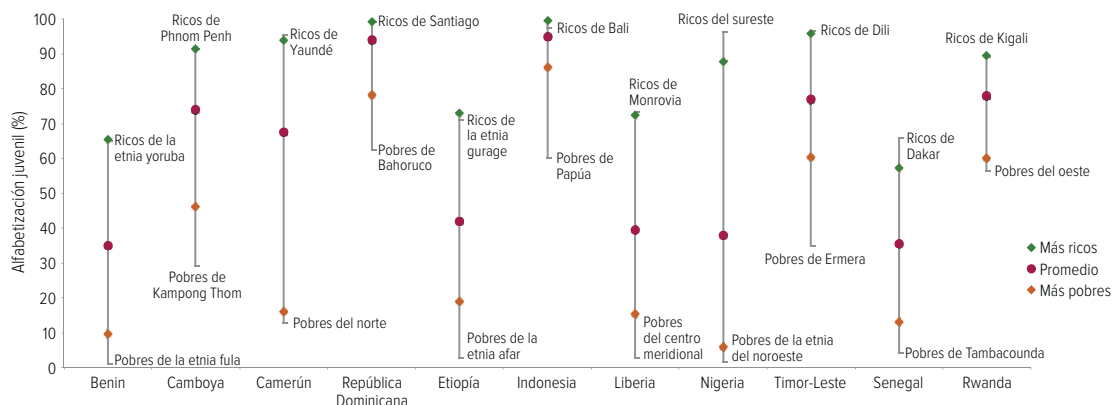 Alfabetización juvenil (%)
100
90
80
70
60
50
40
30
20
10
0
Ricos de la
etnia yoruba
Pobres de la etnia fula
Ricos de
Phnom Penh
Pobres de
Kampong Thom
Ricos de
Yaundé
Pobres del norte
Ricos de Santiago
Pobres de
Bahoruco
Ricos de
la etnia
gurage
Pobres de la
etnia afar
Ricos de Bali
Pobres de
Papúa
Ricos de
Monrovia
Pobres
del centro
meridional
Ricos del sureste
Pobres de la etnia
del noroeste
Ricos de Dili
Pobres de Ermera
Ricos de
Dakar
Pobres de Tambacounda
Ricos de Kigali
Pobres del oeste
Más ricos
Promedio
Más pobres
Benin
Camboya
Camerún
República
Dominicana
Etiopía
Indonesia
Liberia
Nigeria
Timor-Leste
Senegal
Rwanda